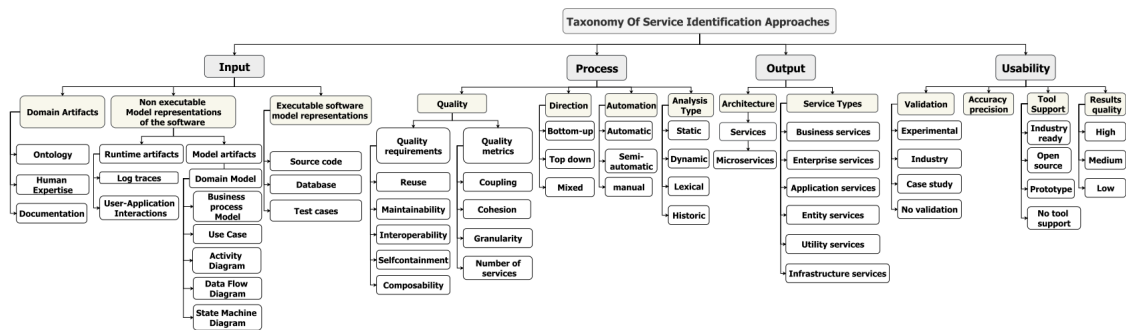 Taxonomy Of Service Identification Approaches
Input
Process
Output
Usability
Domain Artifacts
Ontology
Human
Expertise
Documentation
Non executable
Model representations
of the software
Runtime artifacts
Log traces
User-Application
Interactions
Model artifacts
Domain Model
Business
process
Model
Use Case
Activity
Diagram
Data Flow
Diagram
State Machine
Diagram
Executable software
model representations
Source code
Database
Test cases
Quality
Quality
requirements
Reuse
Maintainability
Interoperability
Selfcontainment
Composability
Quality
metrics
Coupling
Cohesion
Granularity
Number of
services
Direction
Bottom-up
Top down
Mixed
Automation
Automatic
Semi-
automatic
manual
Analysis
Type
Static
Dynamic
Lexical
Historic
Architecture
Services
Microservices
Service Types
Business services
Enterprise services
Application services
Entity services
Utility services
Infrastructure services
Validation
Experimental
Industry
Case study
No validation
Accuracy
precision
Tool
Support
Industry
ready
Open
source
Prototype
No tool
support
Results
quality
High
Medium
Low